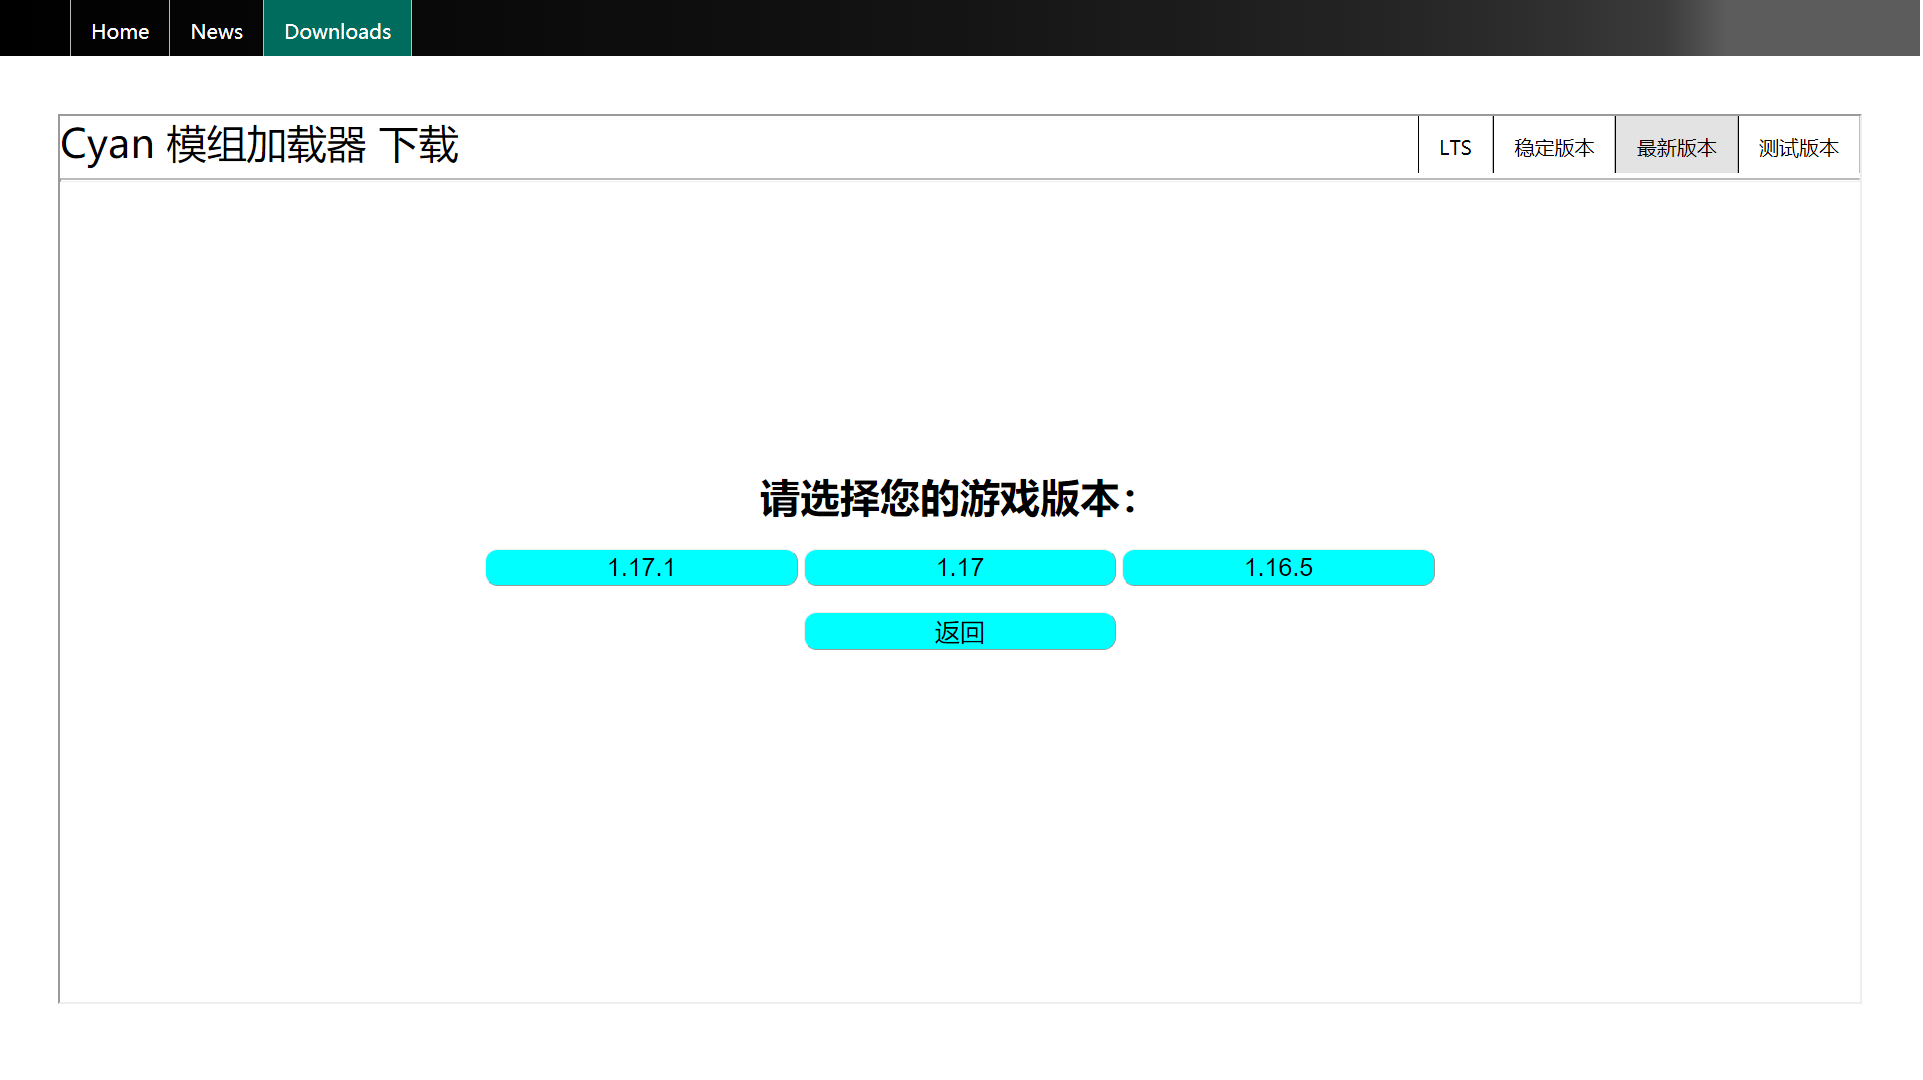 Home News Downloads
Cyan 模组加载器 下载
LTS 稳定版本 最新版本 测试版本
请选择您的游戏版本：
1.17.1 1.17 1.16.5
返回